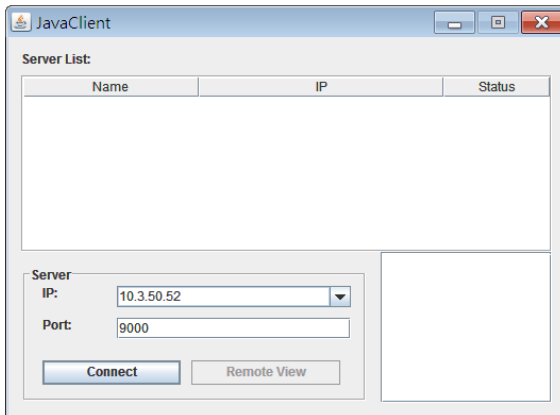 JavaClient
Server List:
Name IP Status
Server
IP: 10.3.50.52
Port: 9000
Connect Remote View